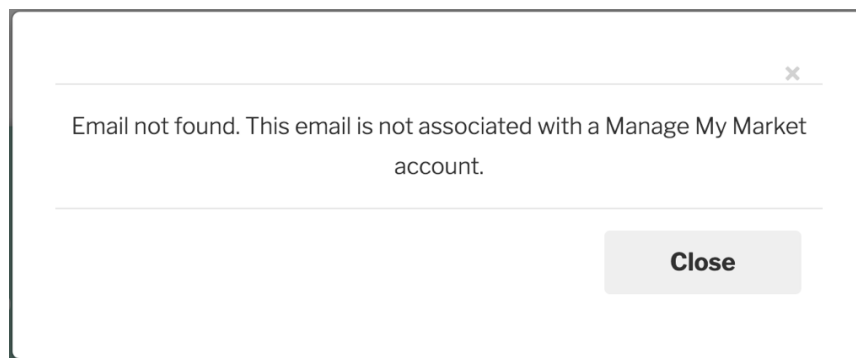 ×
Email not found. This email is not associated with a Manage My Market
account.
Close